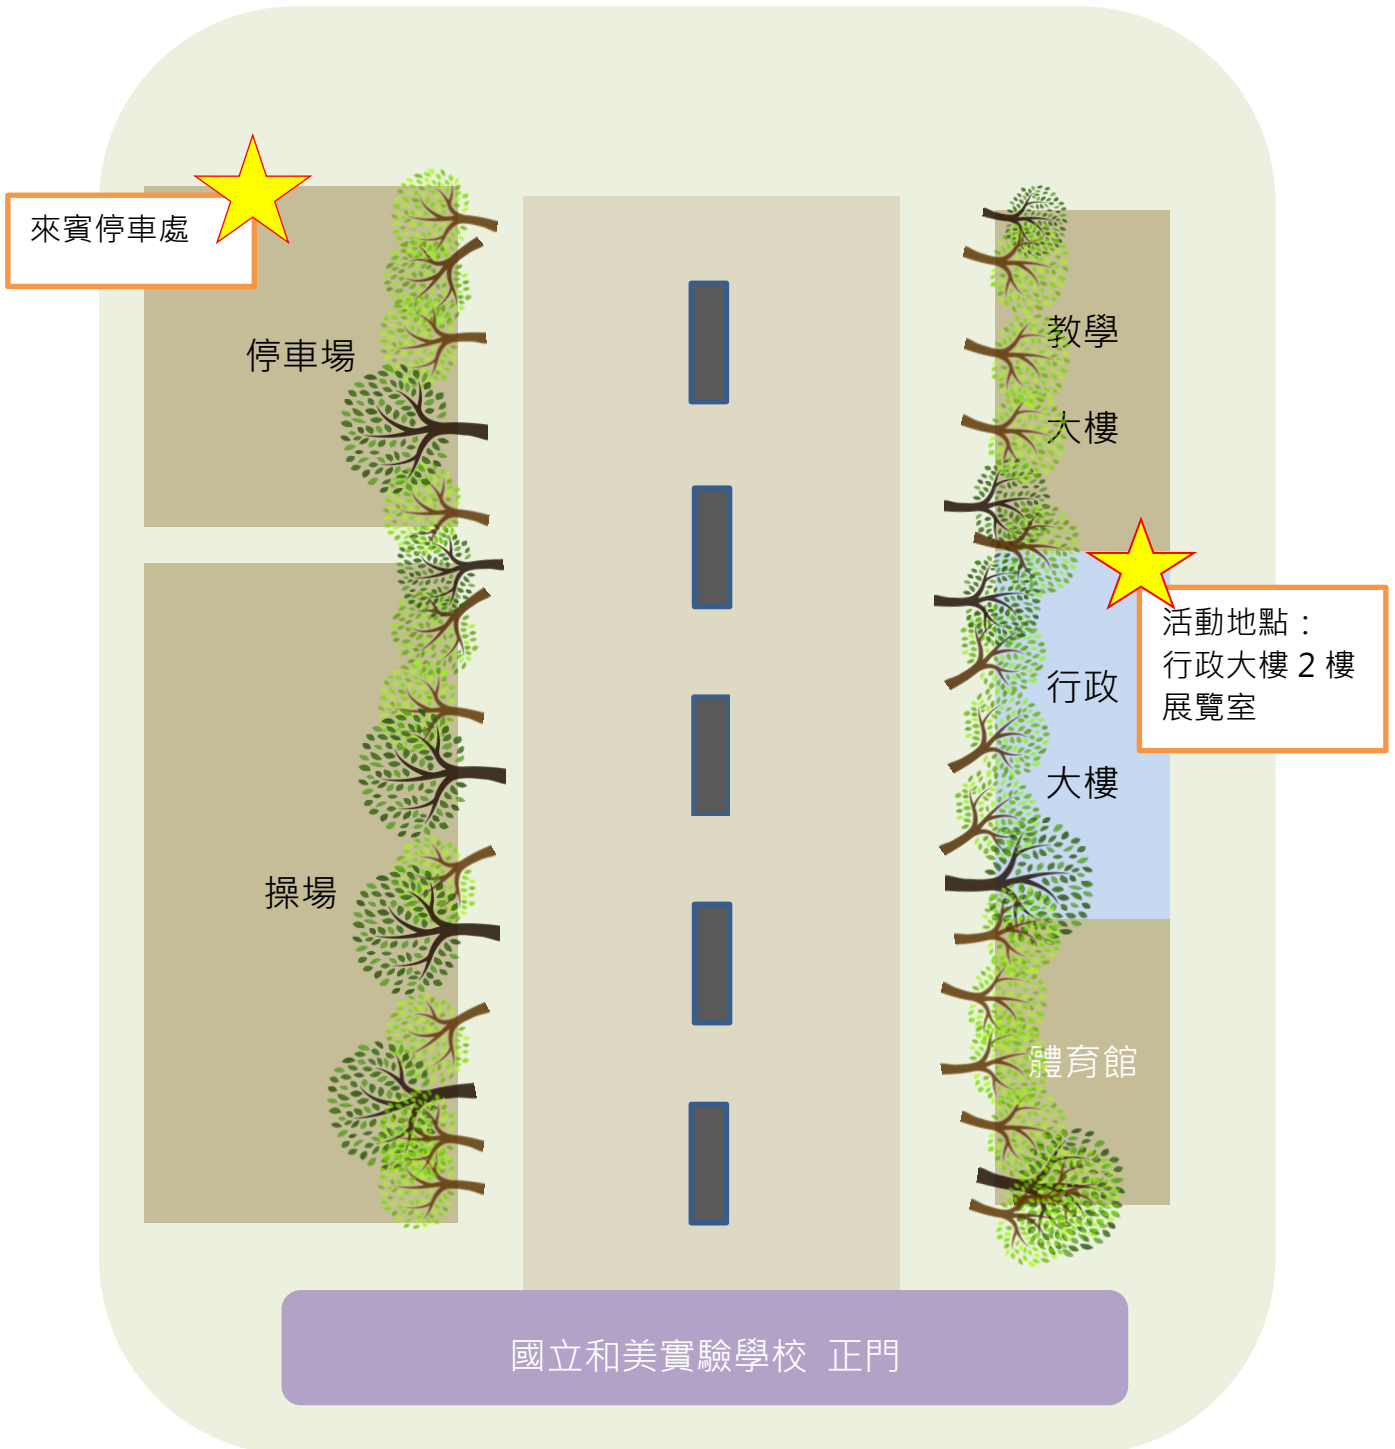 來賓停車處
停車場
教學
大樓
活動地點：
行政大樓 2 樓
展覽室
行政
大樓
操場
體育館
國立和美實驗學校 正門